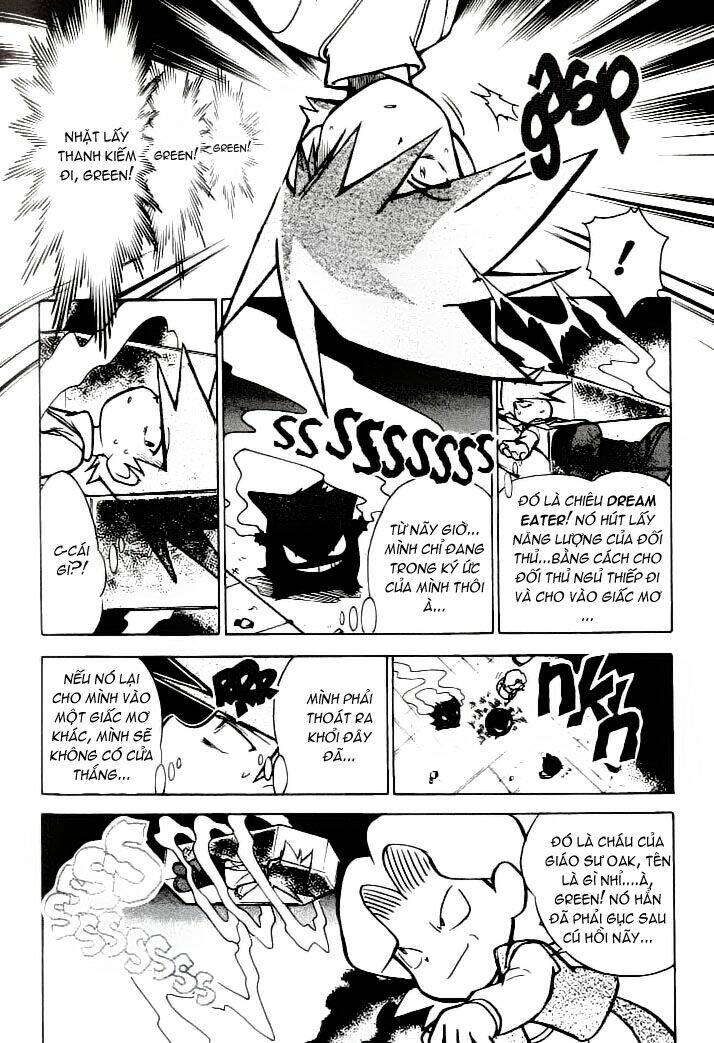 NHẶT LẤY
THANH KIẾM
ĐI, GREEN!
GREEN!
GREEN!
gấp
!
C-CÁI
GÌ?!
SSSSSSSSSS
TỪ NÃY GIỜ...
MÌNH CHỈ ĐANG
TRONG KÝ ỨC
CỦA MÌNH THÔI
À...
ĐÓ LÀ CHIÊU DREAM
EATER! NÓ HÚT LẤY
NĂNG LƯỢNG CỦA ĐỐI
THỦ...BẰNG CÁCH CHO
ĐỐI THỦ NGỦ THIẾP ĐI
VÀ CHO VÀO GIẤC MƠ
...
NẾU NÓ LẠI
CHO MÌNH VÀO
MỘT GIẤC MƠ
KHÁC, MÌNH SẼ
KHÔNG CÓ CỬA
THẮNG...
RRR
MÌNH PHẢI
THOÁT RA
KHỎI ĐÂY
ĐÃ...
SSS
SSSSSSSS
ĐÓ LÀ CHÁU CỦA
GIÁO SƯ OAK, TÊN
LÀ GÌ NHỈ....À,
GREEN! NÓ HẲN
ĐÃ PHẢI GỤC SAU
CÚ HỒI NÃY...